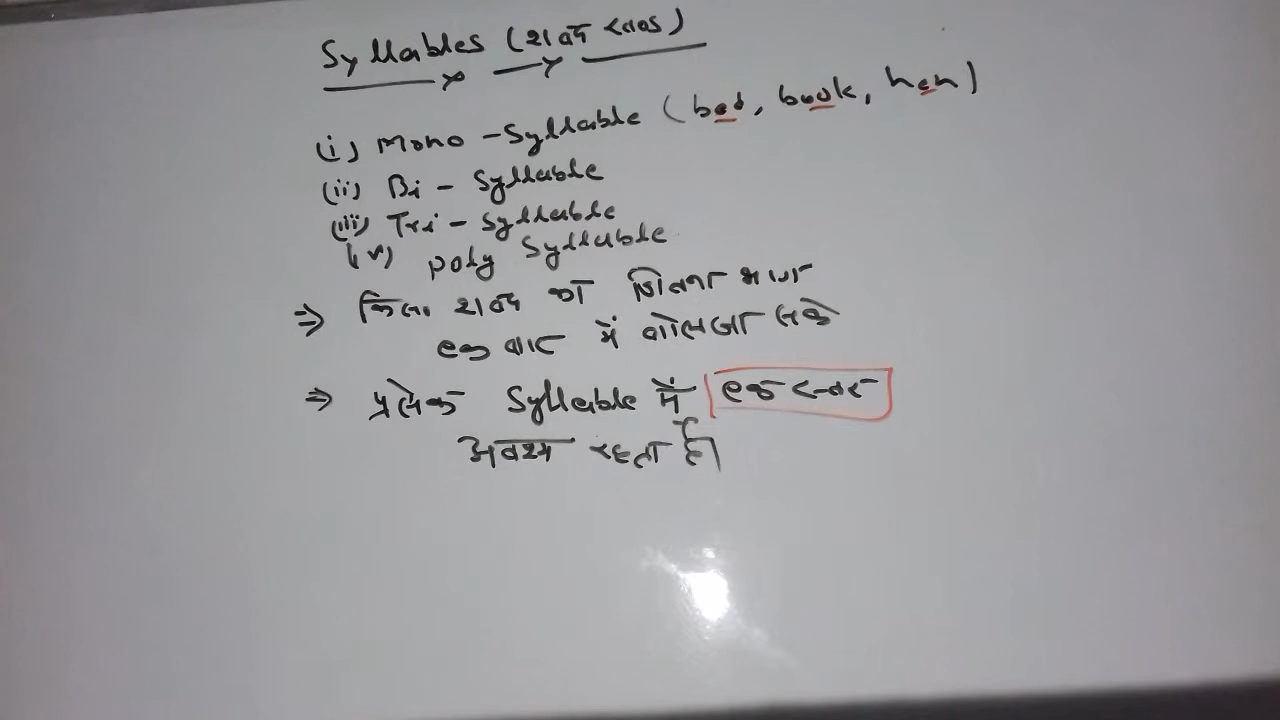 Syllables (शब्द खण्ड)
(i) Mono - Syllable (bed, book, hen)
(ii) Bi - Syllable
(iii) Tri - Syllable
(iv) Poly Syllable
⇒ किसी शब्द का जितना भाग
एक बार में बोला जा सके
⇒ प्रत्येक Syllable में एक स्वर
अवश्य रहता है।